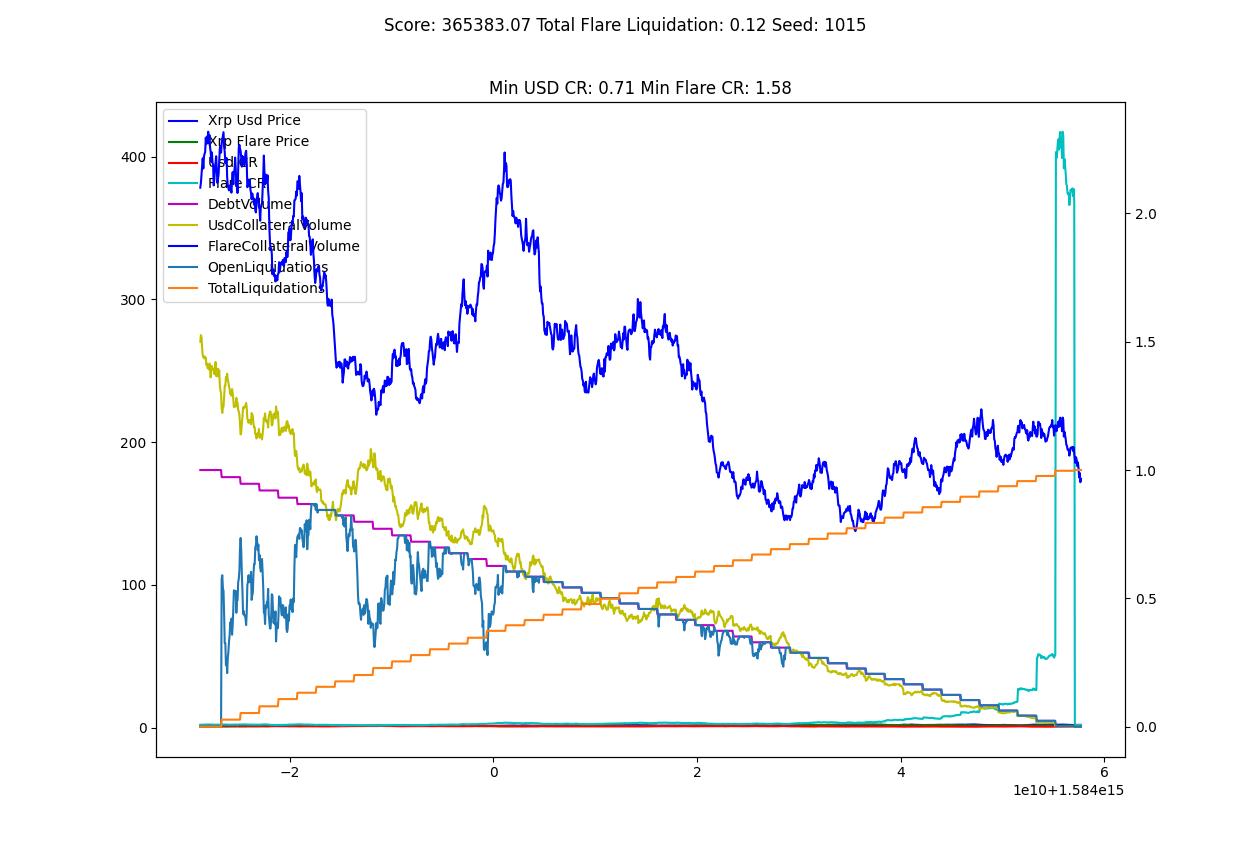 Score: 365383.07 Total Flare Liquidation: 0.12 Seed: 1015
Min USD CR: 0.71 Min Flare CR: 1.58
Xrp Usd Price
Xrp Flare Price
Usd CR
Flare CR
DebtVolume
UsdCollateralVolume
FlareCollateralVolume
OpenLiquidations
TotalLiquidations
400
300
200
100
0
2.0
1.5
1.0
0.5
0.0
−2
0
2
4
6
1e10+1.584e15